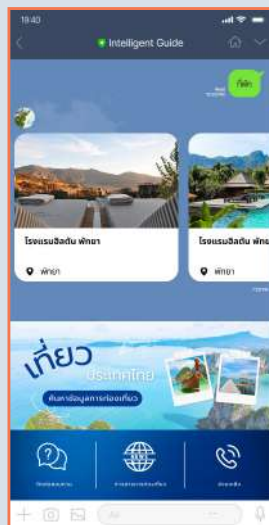 19:40
Intelligent Guide
ที่พัก
โรงแรมฮิลตัน พัทยา
พัทยา
โรงแรมฮิลตัน พัทย
พัทยา
เที่ยว
ประเทศไทย
ค้นหาข้อมูลการท่องเที่ยว
Aa